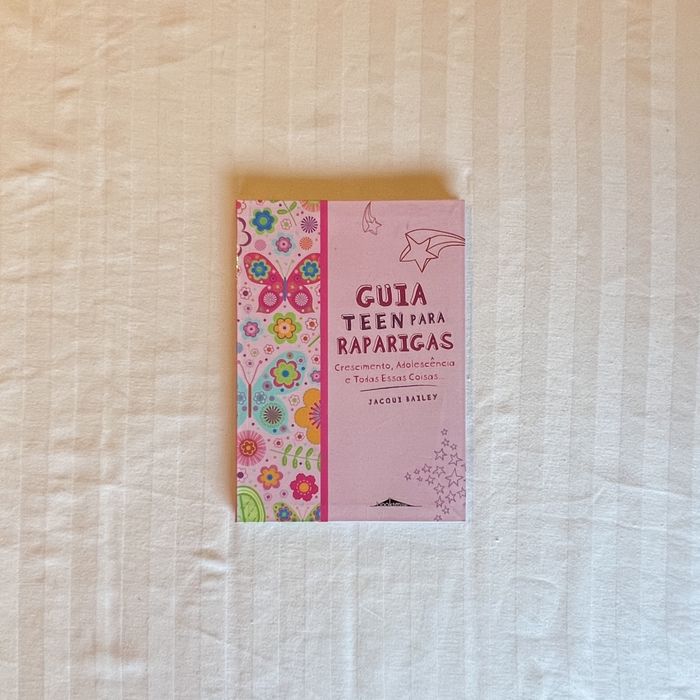 GUIA
TEEN PARA
RAPARIGAS
Crescimento, Adolescência
e Todas Essas Coisas...
JACQUI BAILEY